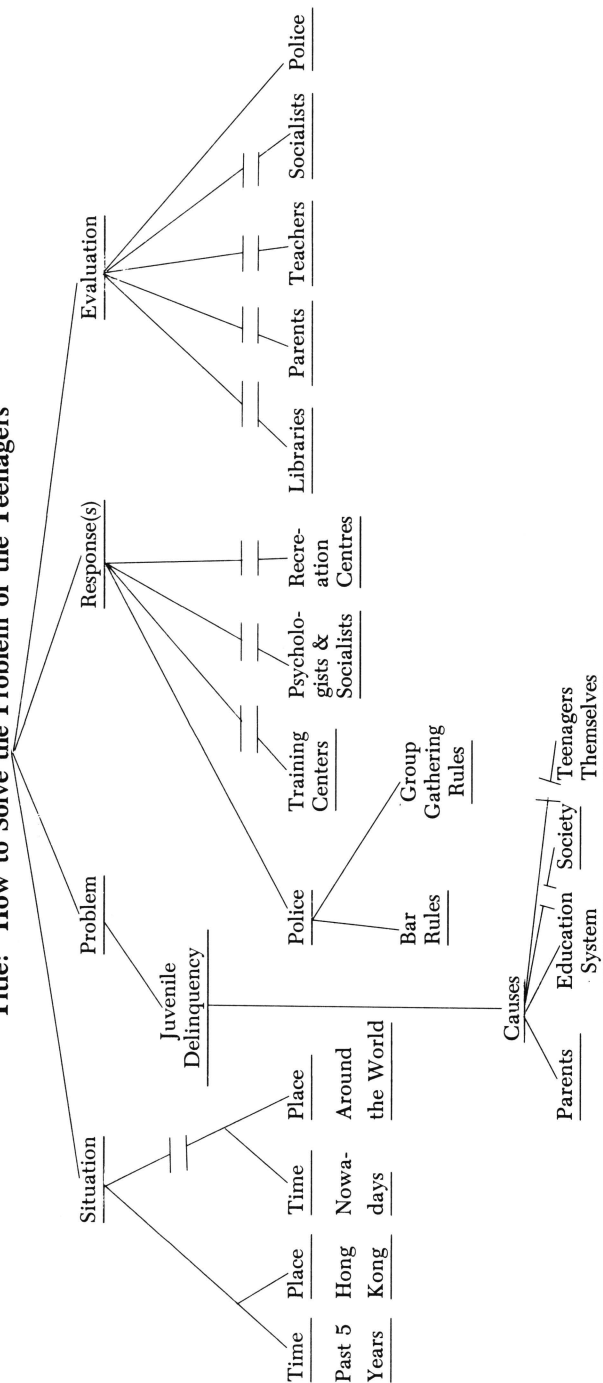 Title: How to Solve the Problem of the Teenagers
Situation
Problem
Response(s)
Evaluation
Juvenile
Delinquency
Time
Past 5
Years
Place
Hong
Kong
Time
Nowa-
days
Place
Around
the World
Police
Training
Centers
Psycholo-
gists &
Socialists
Recre-
ation
Centres
Libraries
Parents
Teachers
Socialists
Police
Bar
Rules
Group
Gathering
Rules
Causes
Parents
Education
System
Society
Teenagers
Themselves